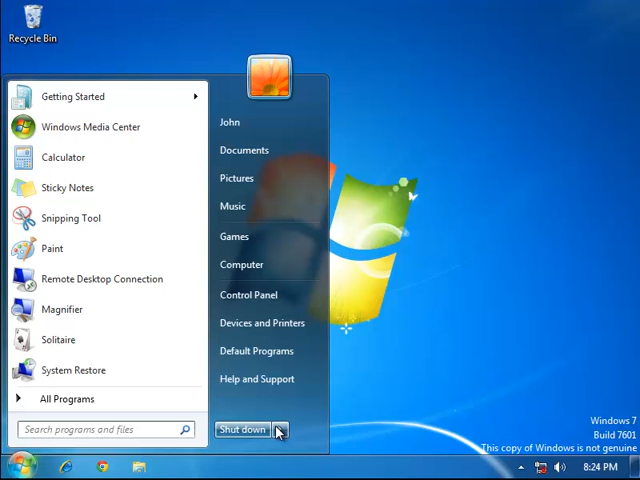 Recycle Bin
Getting Started
Windows Media Center
Calculator
Sticky Notes
Snipping Tool
Paint
Remote Desktop Connection
Magnifier
Solitaire
System Restore
All Programs
Search programs and files
John
Documents
Pictures
Music
Games
Computer
Control Panel
Devices and Printers
Default Programs
Help and Support
Shut down
Windows 7
Build 7601
This copy of Windows is not genuine
8:24 PM